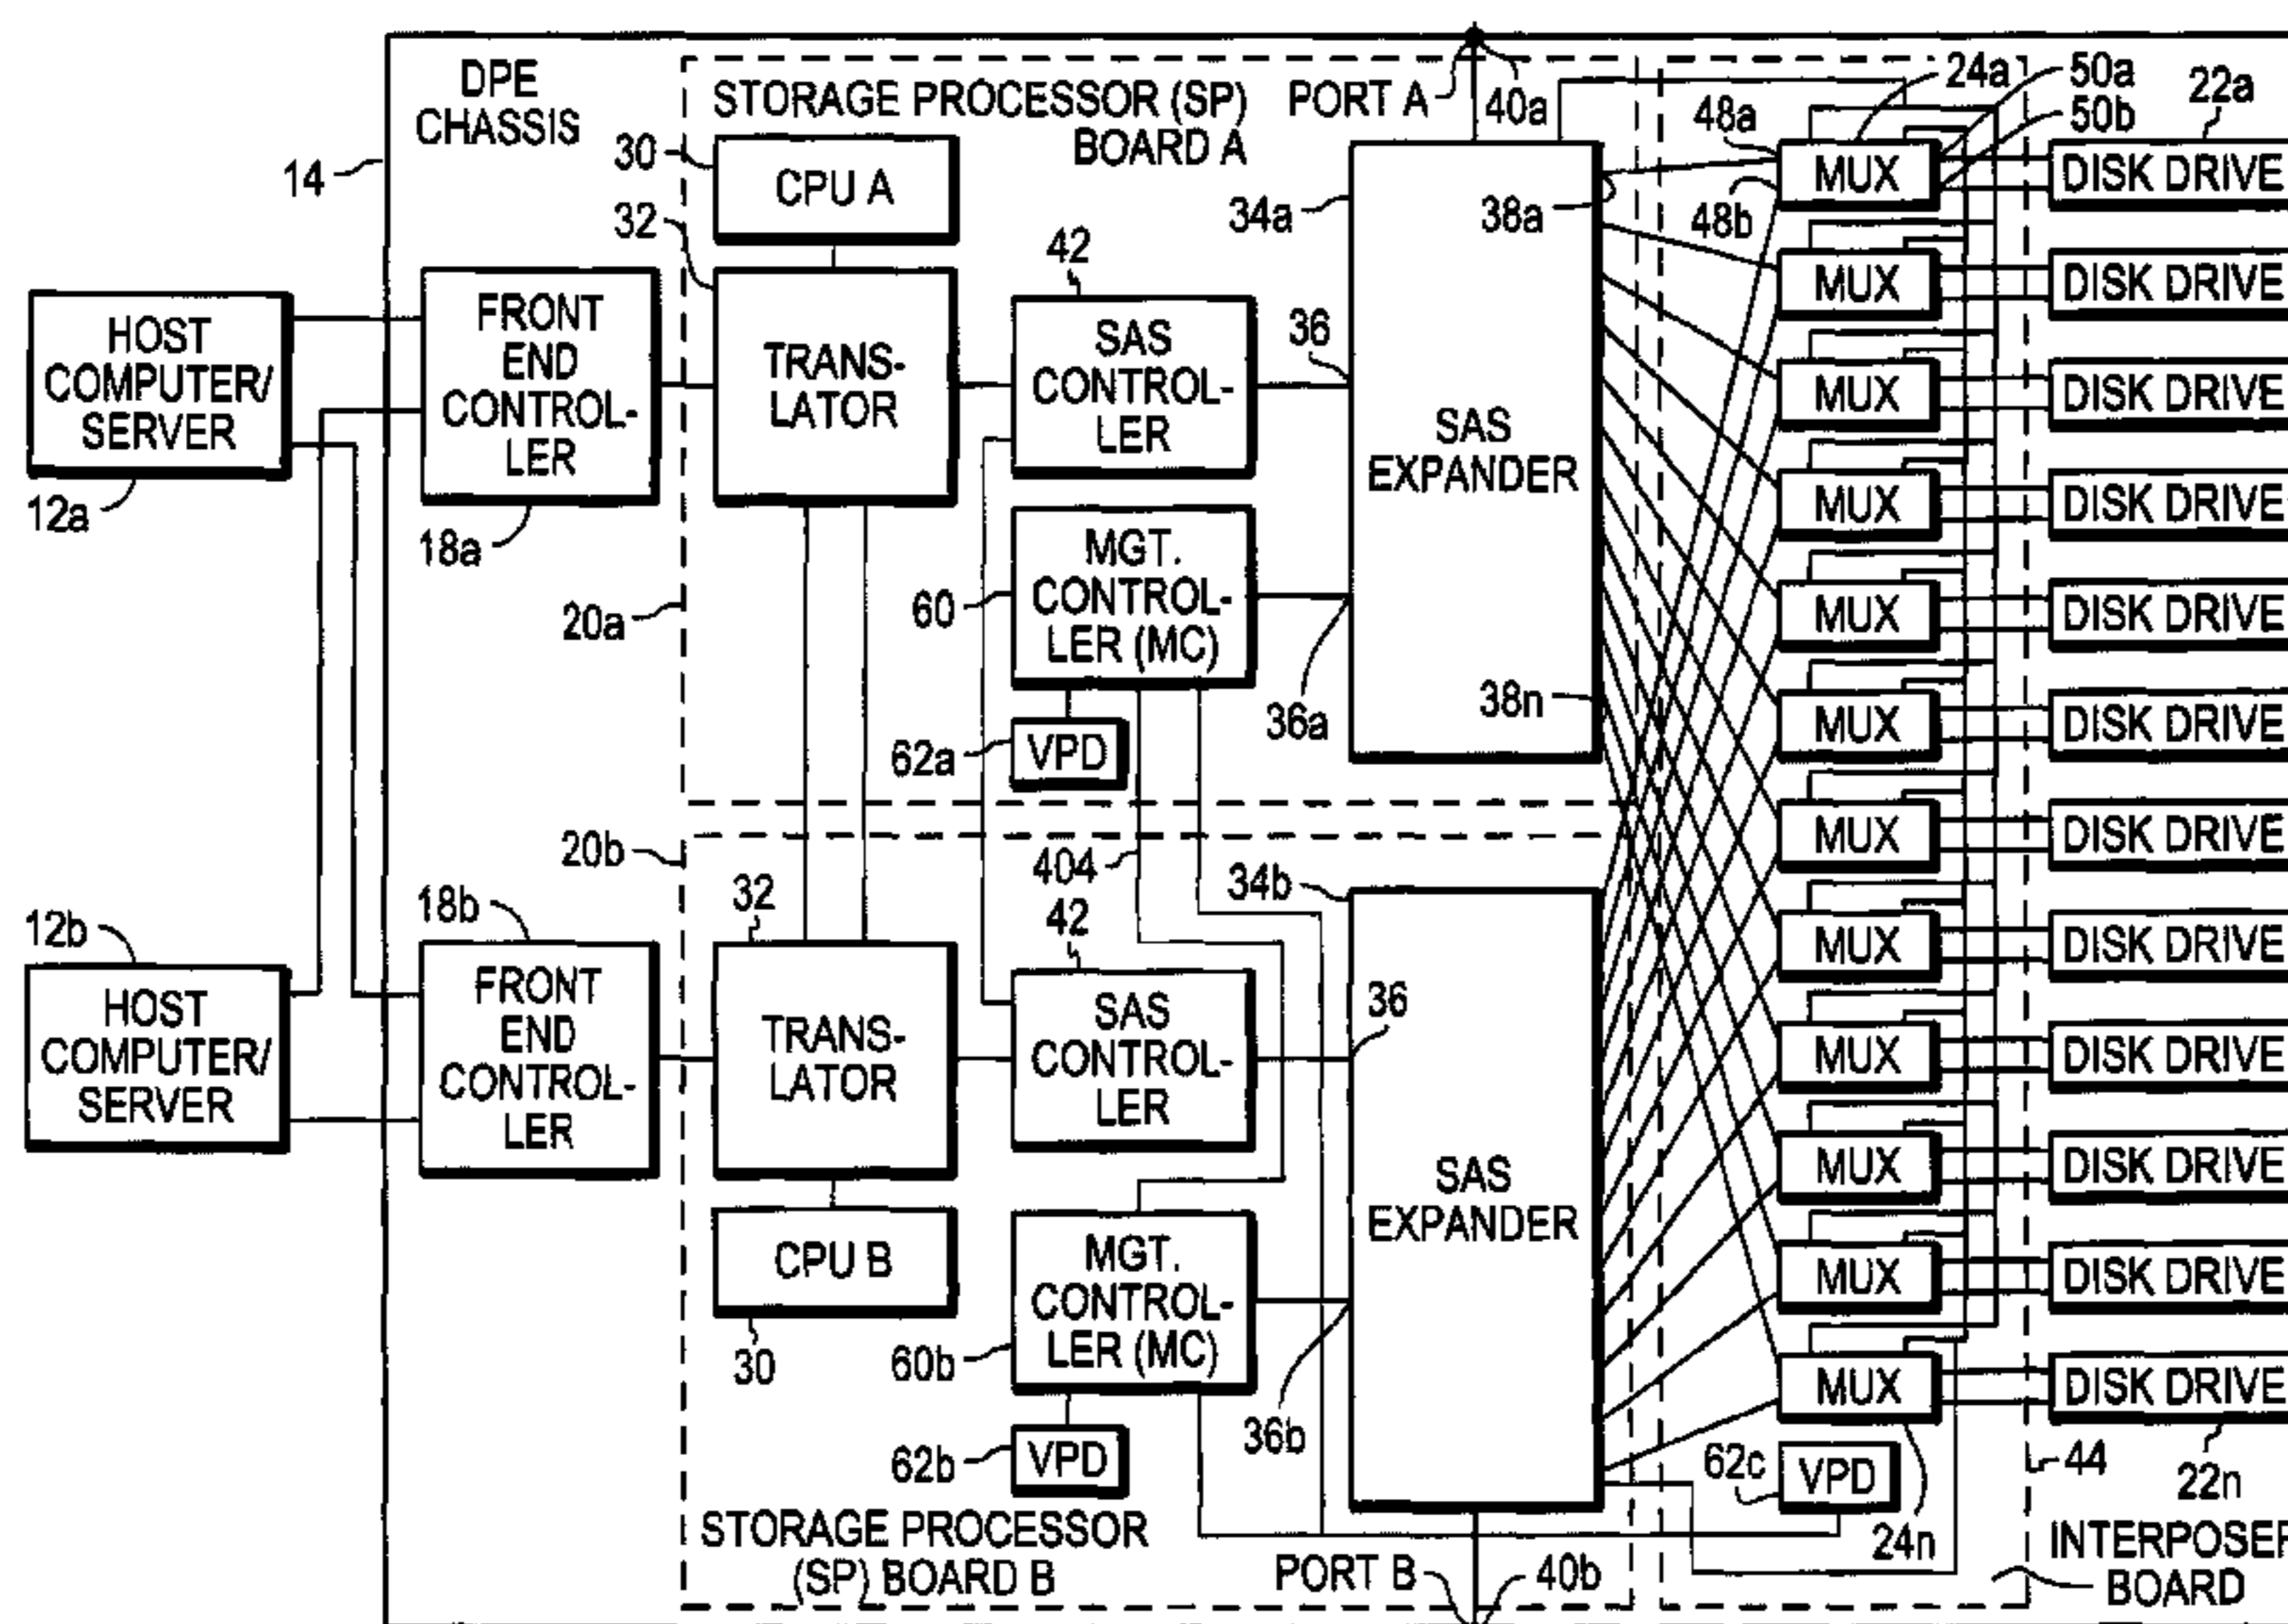 DPE
CHASSIS
STORAGE PROCESSOR (SP)
BOARD A
PORT A
40a
24a
50a
50b
22a
14
30
CPU A
48a
48b
MUX
DISK DRIVE
32
42
34a
38a
MUX
DISK DRIVE
HOST
COMPUTER/
SERVER
12a
FRONT
END
CONTROL-
LER
18a
TRANS-
LATOR
SAS
CONTROL-
LER
36
SAS
EXPANDER
MUX
DISK DRIVE
MUX
DISK DRIVE
20a
60
MGT.
CONTROL-
LER (MC)
36a
38n
MUX
DISK DRIVE
MUX
DISK DRIVE
62a
VPD
MUX
DISK DRIVE
20b
404
34b
12b
18b
32
42
MUX
DISK DRIVE
HOST
COMPUTER/
SERVER
FRONT
END
CONTROL-
LER
TRANS-
LATOR
SAS
CONTROL-
LER
36
SAS
EXPANDER
MUX
DISK DRIVE
MUX
DISK DRIVE
CPU B
30
60b
MGT.
CONTROL-
LER (MC)
36b
MUX
DISK DRIVE
MUX
DISK DRIVE
62b
VPD
62c
VPD
44
22n
24n
STORAGE PROCESSOR
(SP) BOARD B
PORT B
40b
INTERPOSER
BOARD